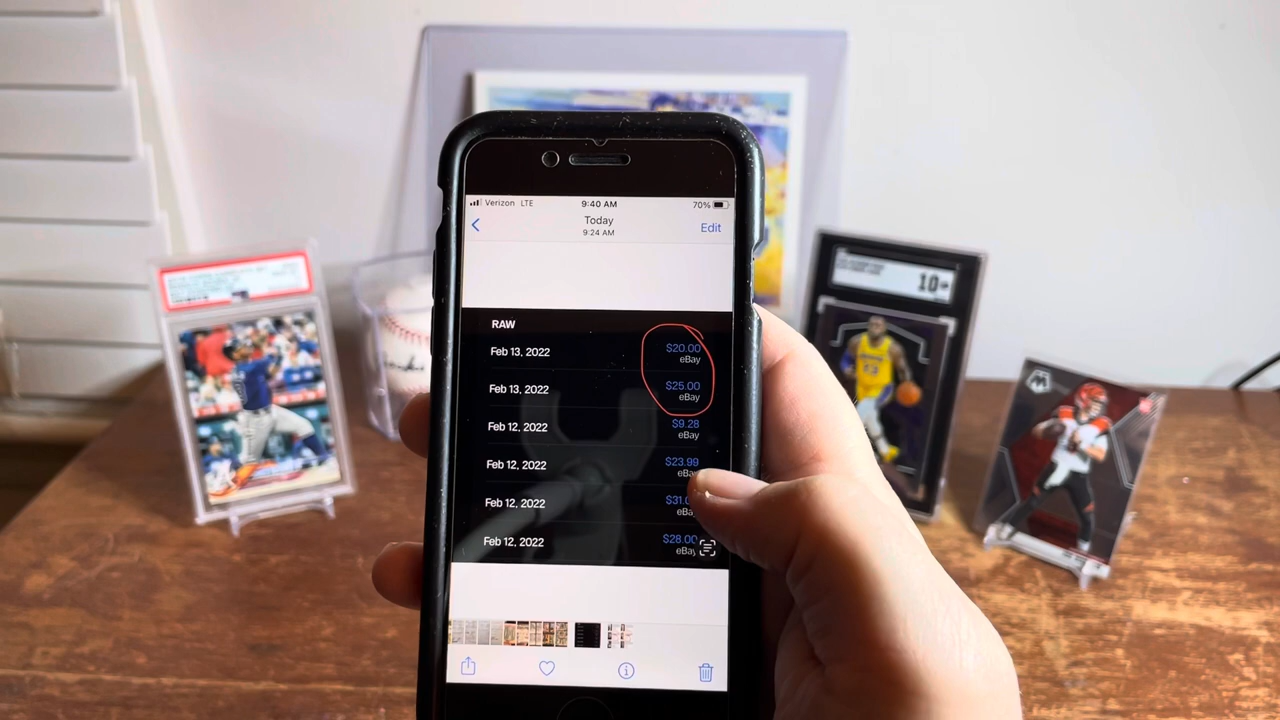 Verizon LTE 9:40 AM 70%
Today
9:24 AM
Edit
RAW
Feb 13, 2022 $20.00
eBay
Feb 13, 2022 $25.00
eBay
Feb 12, 2022 $9.28
eBay
Feb 12, 2022 $23.99
Feb 12, 2022
Feb 12, 2022 $28.00
eBay
10